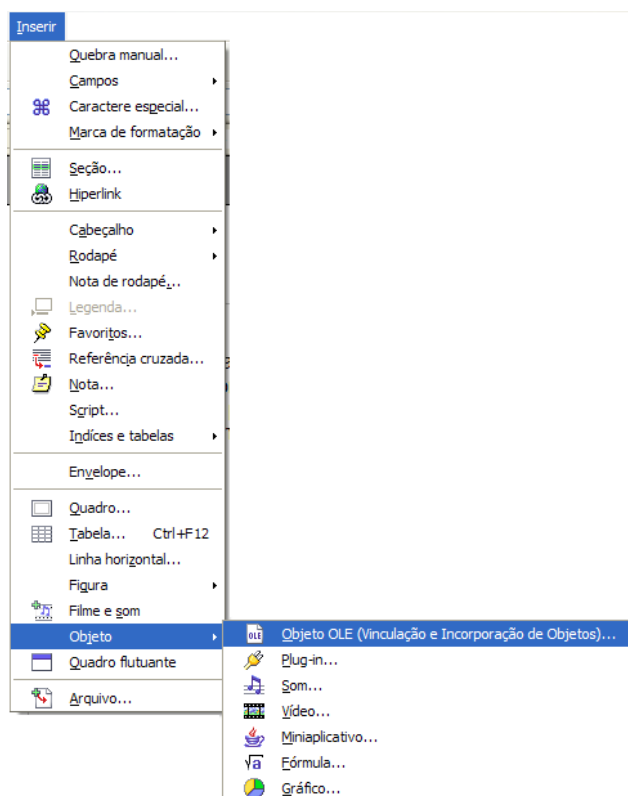 Inserir
Quebra manual...
Campos
Caractere especial...
Marca de formatação
Seção...
Hiperlink
Cabeçalho
Rodapé
Nota de rodapé...
Legenda...
Favoritos...
Referência cruzada...
Nota...
Script...
Indíces e tabelas
Envelope...
Quadro...
Tabela... Ctrl+F12
Linha horizontal...
Figura
Filme e som
Objeto
OLE Objeto OLE (Vinculação e Incorporação de Objetos)...
Quadro flutuante
Plug-in...
Som...
Arquivo...
Vídeo...
Miniaplicativo...
√a Fórmula...
Gráfico...